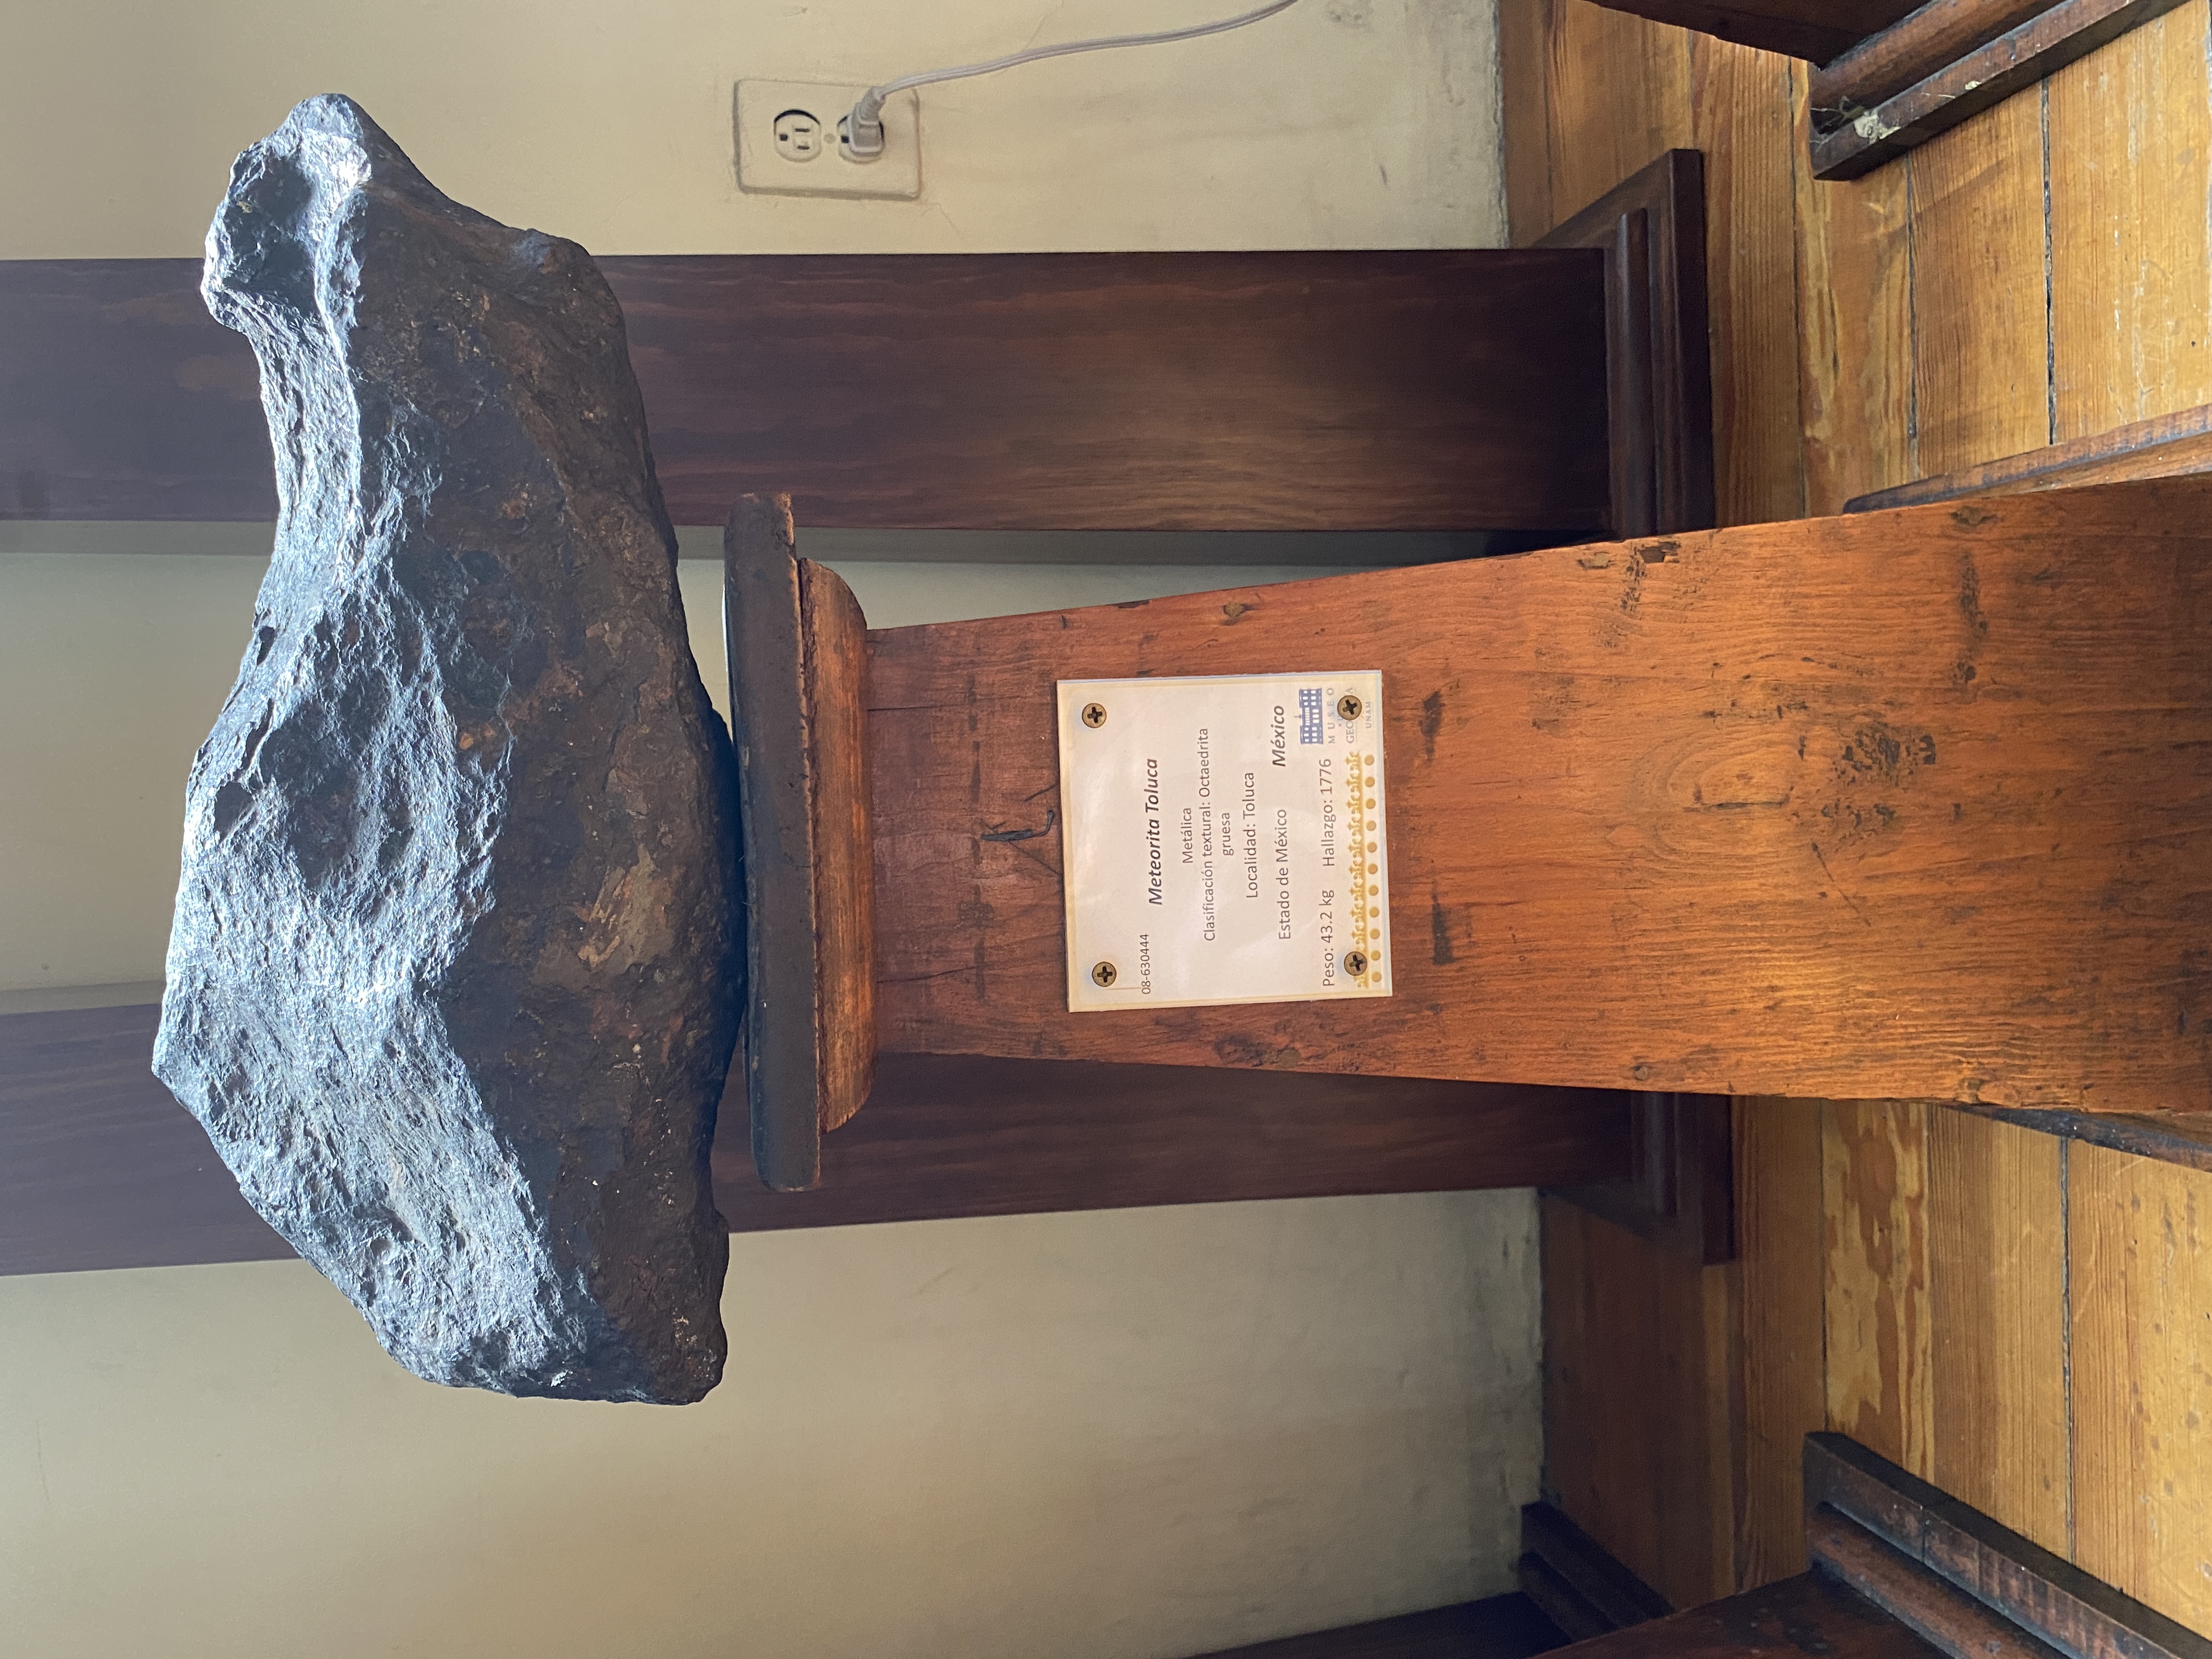 08-630444
Meteorita Toluca
Metálica
Clasificación textural: Octaedrita
gruesa
Localidad: Toluca
Estado de México México
Peso: 43.2 kg Hallazgo: 1776
MUSEO
UNAM